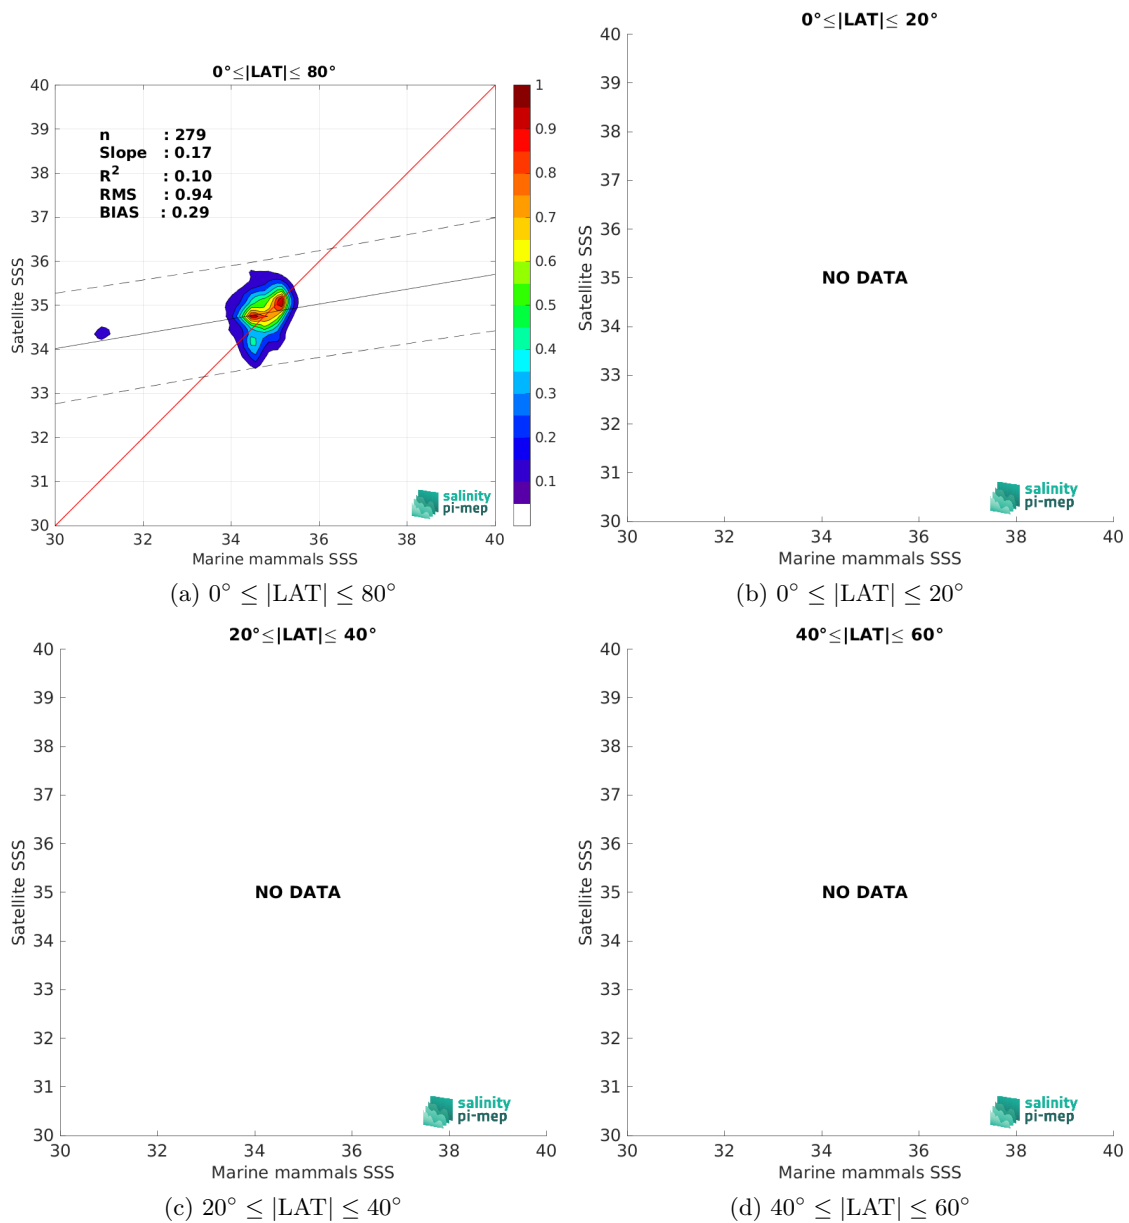 0°≤|LAT|≤ 80°
40
39
38
37
36
35
34
33
32
31
30
n : 279
Slope : 0.17
R² : 0.10
RMS : 0.94
BIAS : 0.29
Satellite SSS
30
32
34
36
38
40
Marine mammals SSS
1
0.9
0.8
0.7
0.6
0.5
0.4
0.3
0.2
0.1
salinity
pi-mep
(a) 0° ≤ |LAT| ≤ 80°
0°≤|LAT|≤ 20°
40
39
38
37
36
35
34
33
32
31
30
Satellite SSS
NO DATA
salinity
pi-mep
30
32
34
36
38
40
Marine mammals SSS
(b) 0° ≤ |LAT| ≤ 20°
20°≤|LAT|≤ 40°
40
39
38
37
36
35
34
33
32
31
30
Satellite SSS
NO DATA
salinity
pi-mep
30
32
34
36
38
40
Marine mammals SSS
(c) 20° ≤ |LAT| ≤ 40°
40°≤|LAT|≤ 60°
40
39
38
37
36
35
34
33
32
31
30
Satellite SSS
NO DATA
salinity
pi-mep
30
32
34
36
38
40
Marine mammals SSS
(d) 40° ≤ |LAT| ≤ 60°